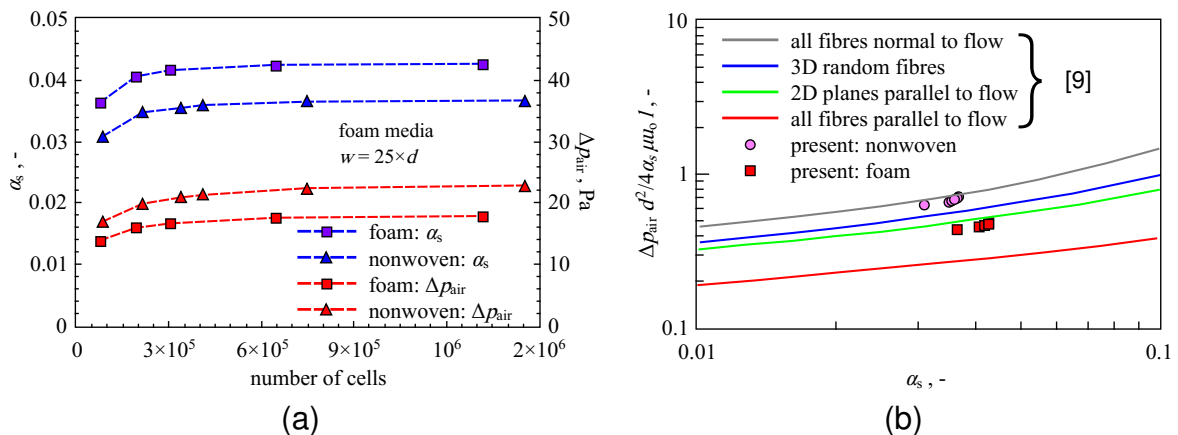 0.05
0.04
0.03
0.02
0.01
0
αs , -
50
40
30
20
10
0
Δpair , Pa
foam media
w = 25×d
foam: αs
nonwoven: αs
foam: Δpair
nonwoven: Δpair
0
3×10⁵
6×10⁵
9×10⁵
10⁶
2×10⁶
number of cells
(a)
10
1
0.1
Δpair d²/4αs μu₀ l , -
all fibres normal to flow
3D random fibres
2D planes parallel to flow
all fibres parallel to flow
[9]
present: nonwoven
present: foam
0.01
0.1
αs , -
(b)